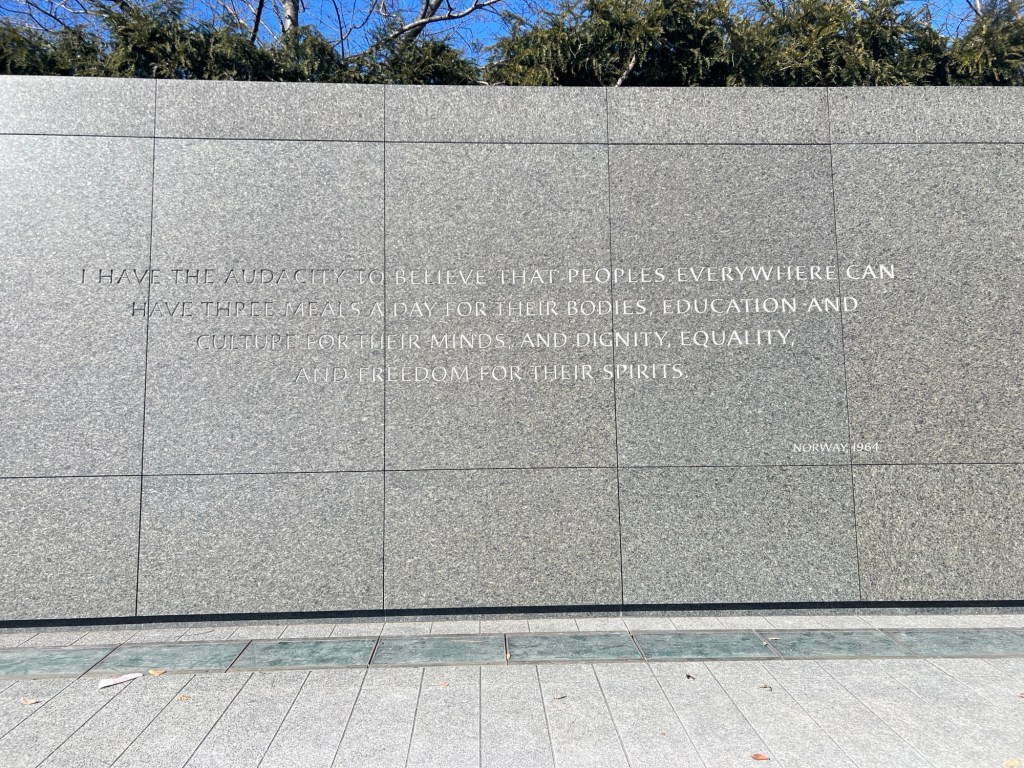 I HAVE THE AUDACITY TO BELIEVE THAT PEOPLES EVERYWHERE CAN
HAVE THREE MEALS A DAY FOR THEIR BODIES, EDUCATION AND
CULTURE FOR THEIR MINDS, AND DIGNITY, EQUALITY,
AND FREEDOM FOR THEIR SPIRITS.
NORWAY 1964